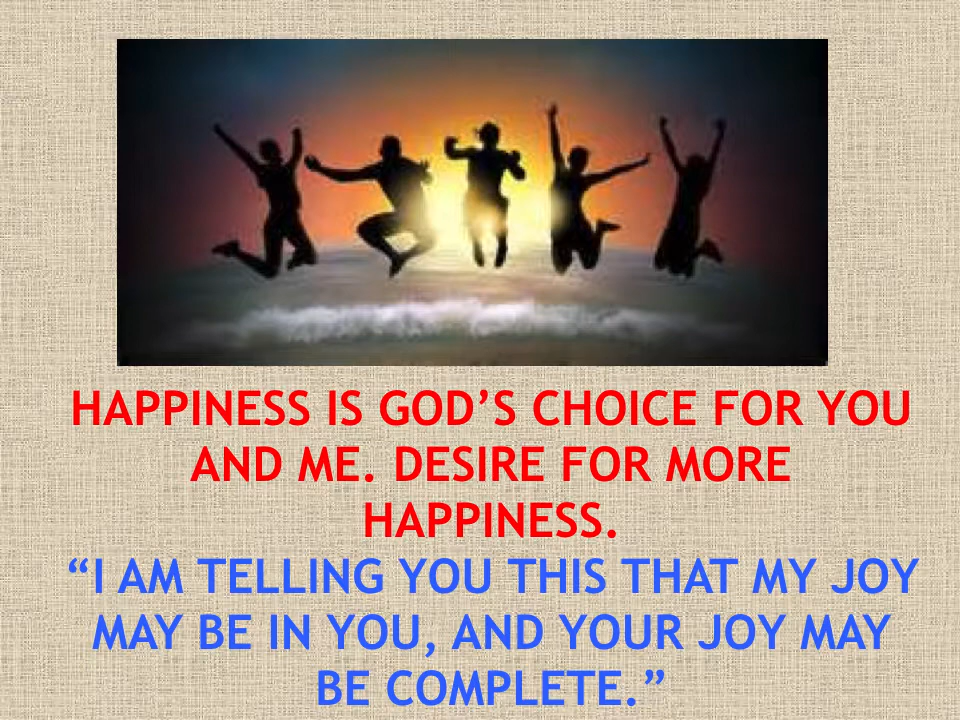 HAPPINESS IS GOD’S CHOICE FOR YOU
AND ME. DESIRE FOR MORE
HAPPINESS.
“I AM TELLING YOU THIS THAT MY JOY
MAY BE IN YOU, AND YOUR JOY MAY
BE COMPLETE.”